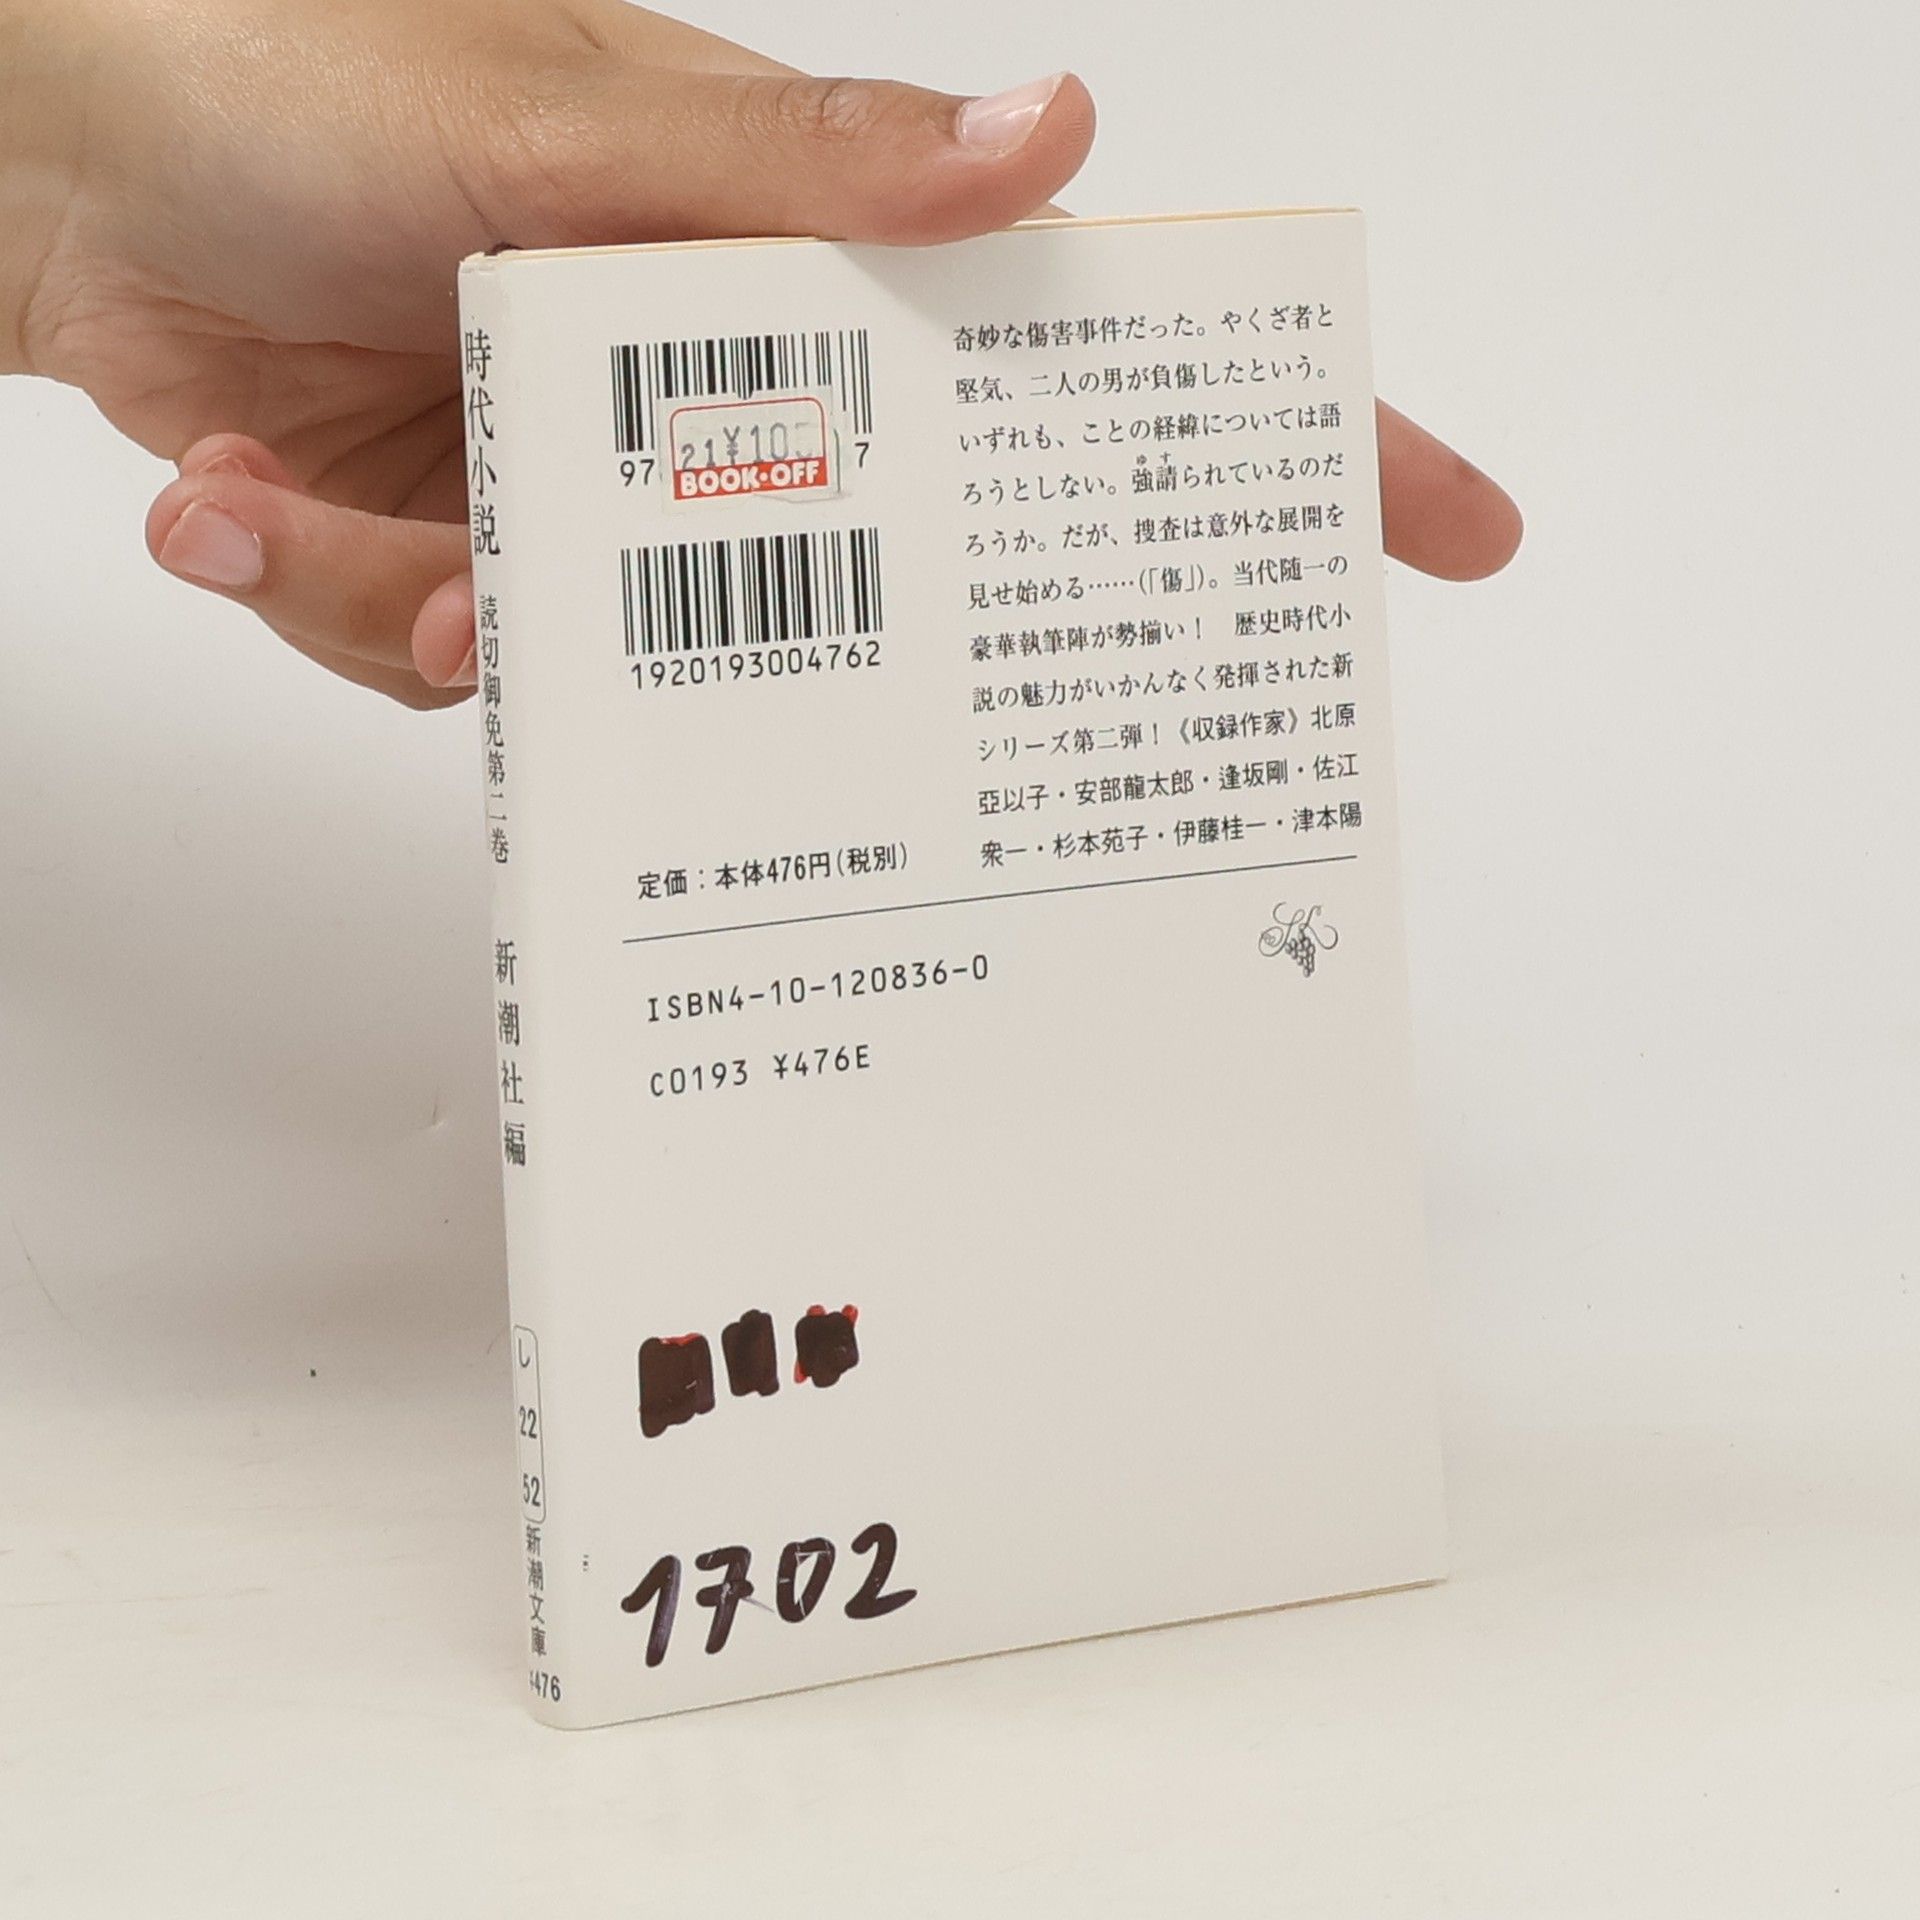 時代小説 読切御免第二巻 新潮社編
し
22
52
新潮文庫
476
97
7
21 ¥105
BOOK・OFF
1920193004762
定価：本体476円(税別)
奇妙な傷害事件だった。やくざ者と
堅気、二人の男が負傷したという。
いずれも、ことの経緯については語
ゆす
ろうとしない。強請られているのだ
ろうか。だが、捜査は意外な展開を
見せ始める……(「傷」)。当代随一の
豪華執筆陣が勢揃い！　歴史時代小
説の魅力がいかんなく発揮された新
シリーズ第二弾！《収録作家》北原
亞以子・安部龍太郎・逢坂剛・佐江
衆一・杉本苑子・伊藤桂一・津本陽
ISBN4-10-120836-0
C0193 ¥476E
1702